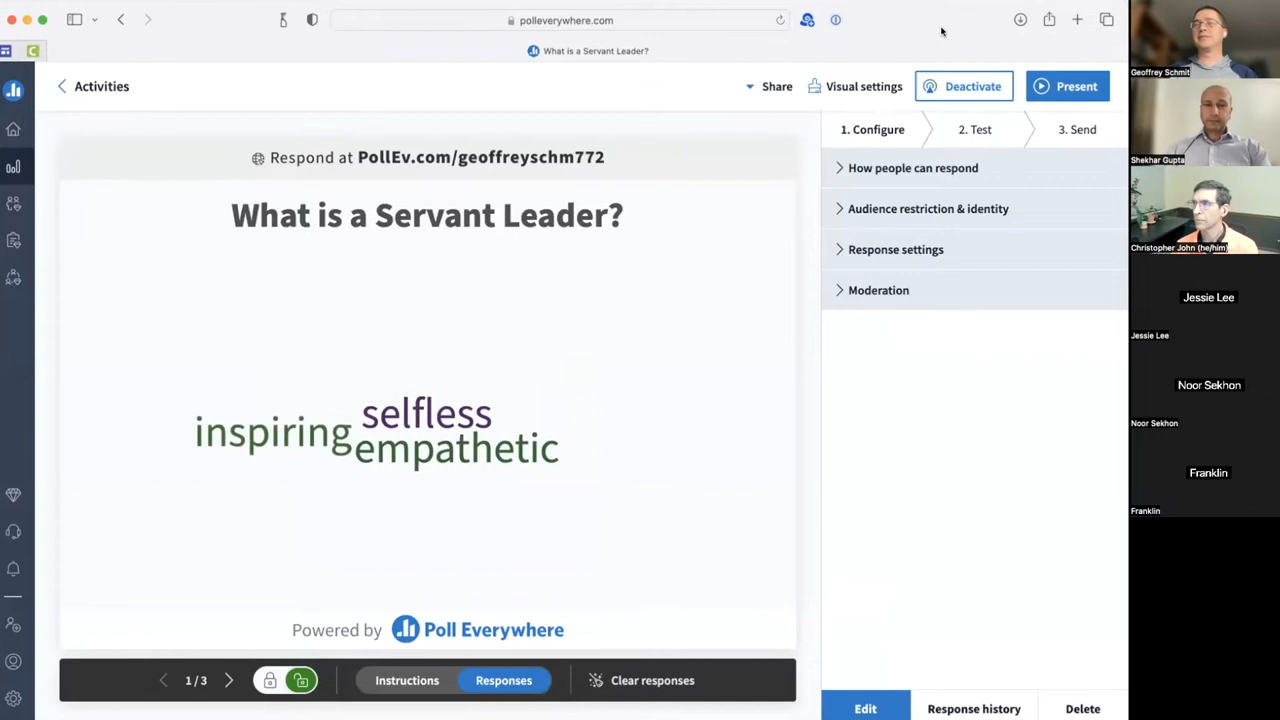 polleverywhere.com
What is a Servant Leader?
Activities
Share
Visual settings
Deactivate
Present
Respond at PollEv.com/geoffreyschm772
What is a Servant Leader?
inspiring
selfless
empathetic
Powered by Poll Everywhere
1 / 3
Instructions
Responses
Clear responses
1. Configure
2. Test
3. Send
How people can respond
Audience restriction & identity
Response settings
Moderation
Edit
Response history
Delete
Geoffrey Schmit
Shekhar Gupta
Christopher John (he/him)
Jessie Lee
Jessie Lee
Noor Sekhon
Noor Sekhon
Franklin
Franklin